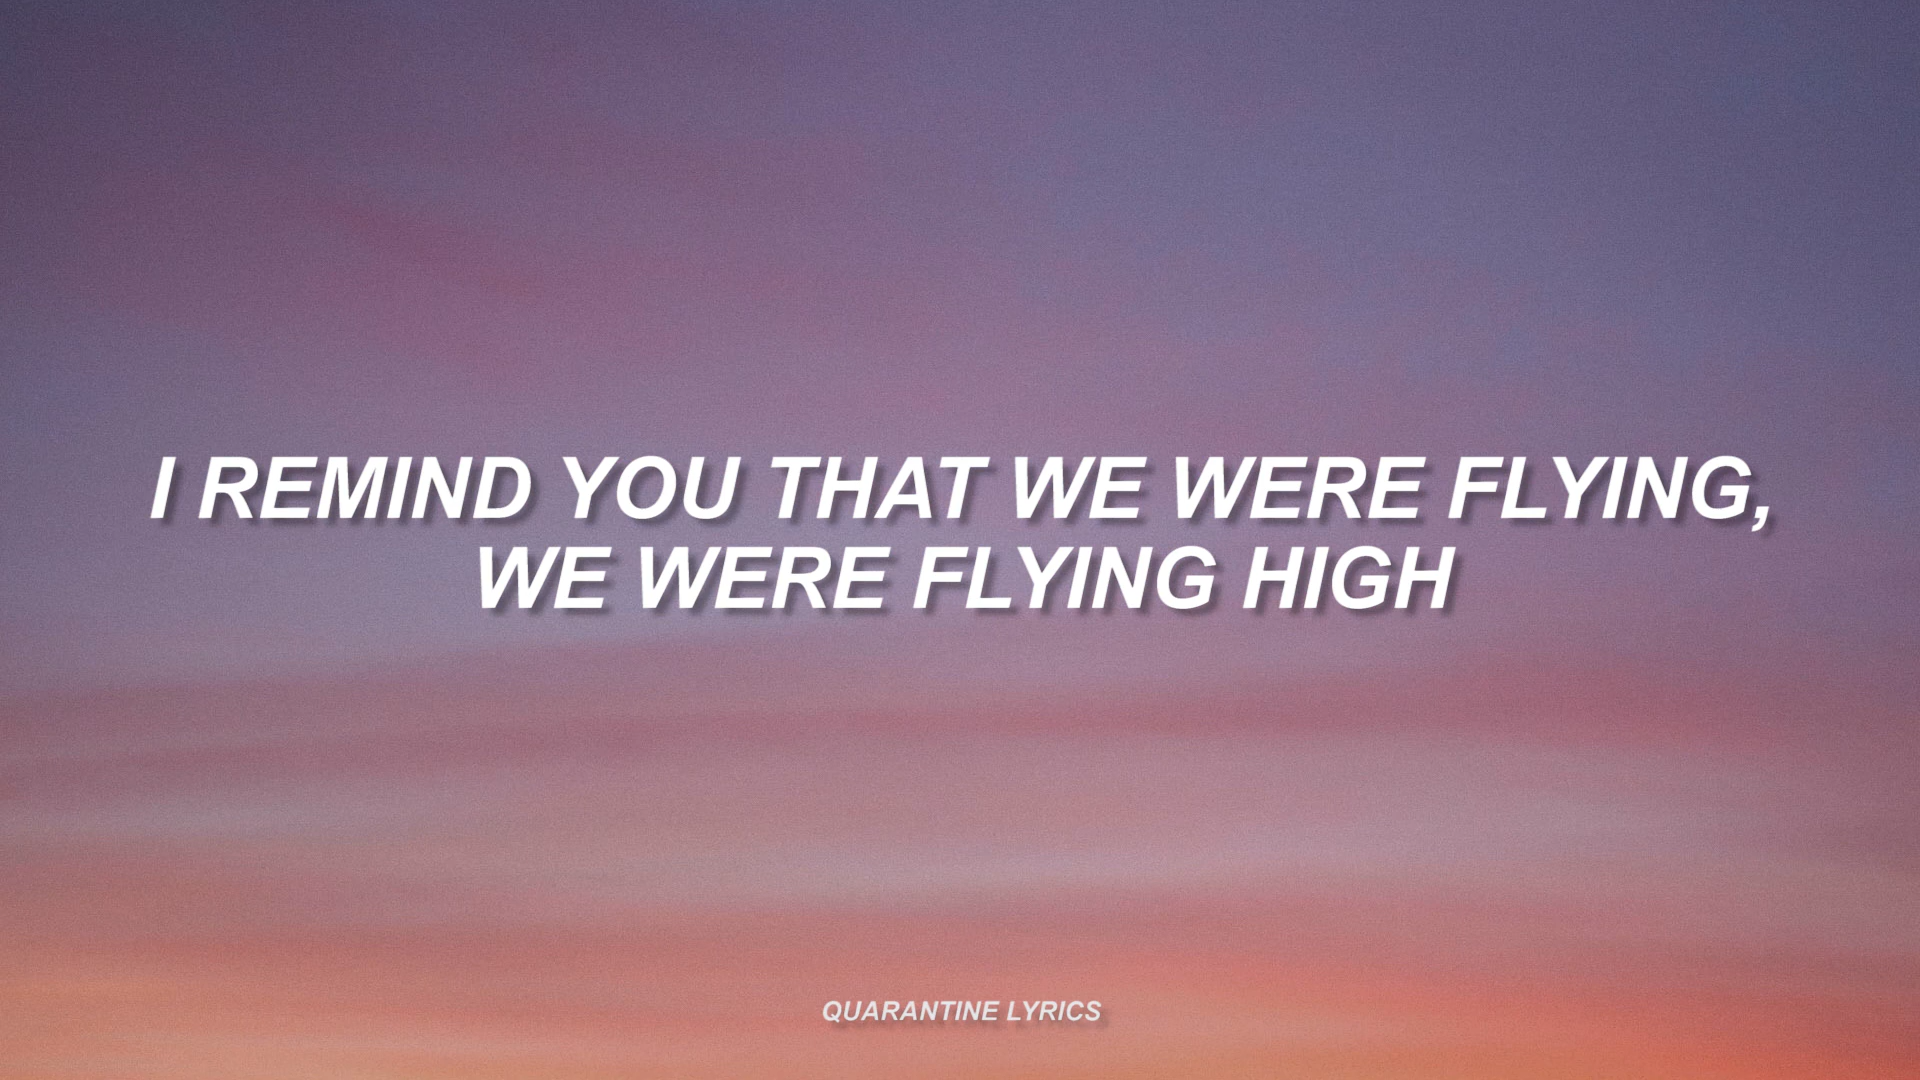 I REMIND YOU THAT WE WERE FLYING,
WE WERE FLYING HIGH
QUARANTINE LYRICS